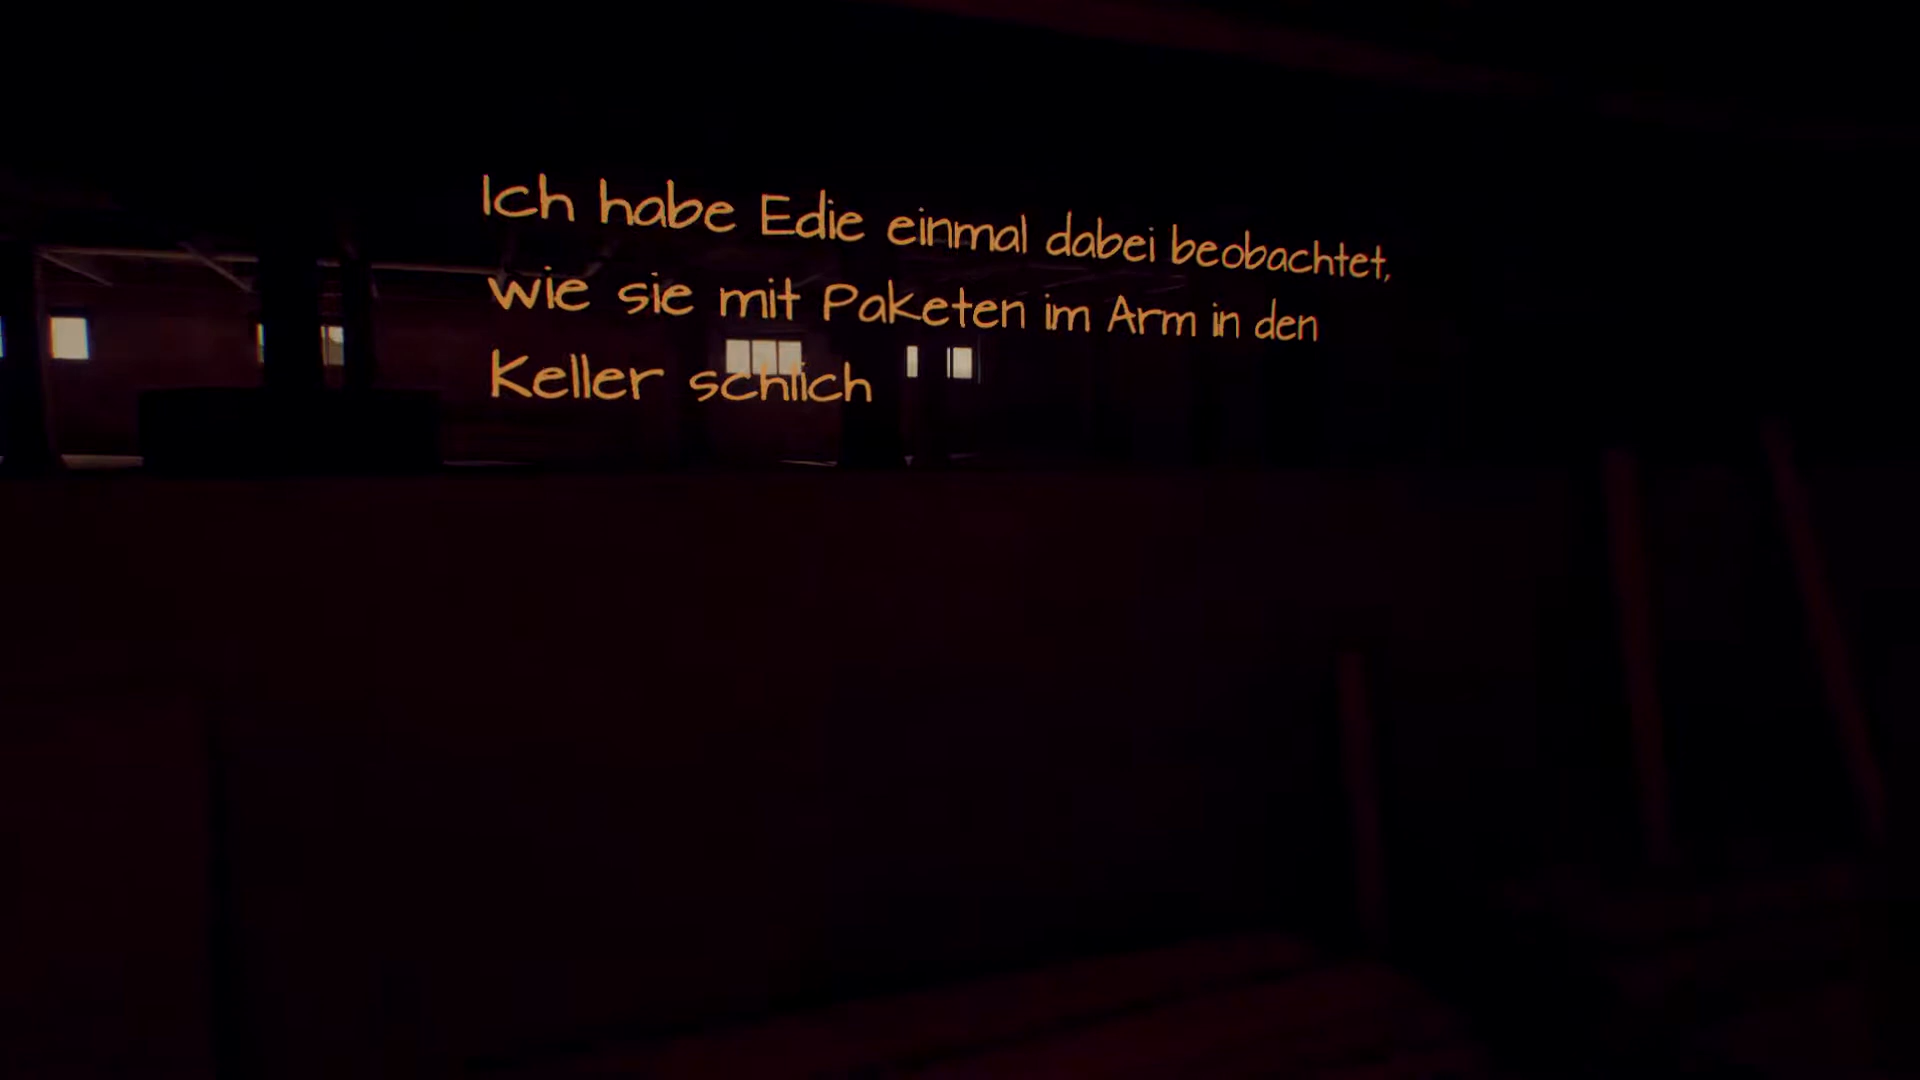 Ich habe Edie einmal dabei beobachtet,
wie sie mit Paketen im Arm in den
Keller schlich